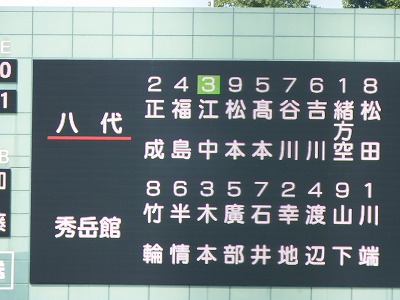 2 4 3 9 5 7 6 1 8
八代
正成 福島 江中 松本 髙本 谷川 吉川 緒方空 松田
8 6 3 5 7 2 4 9 1
秀岳館
竹輪 半情 木本 廣部 石井 幸地 渡辺 山下 川端
E
0
1
B